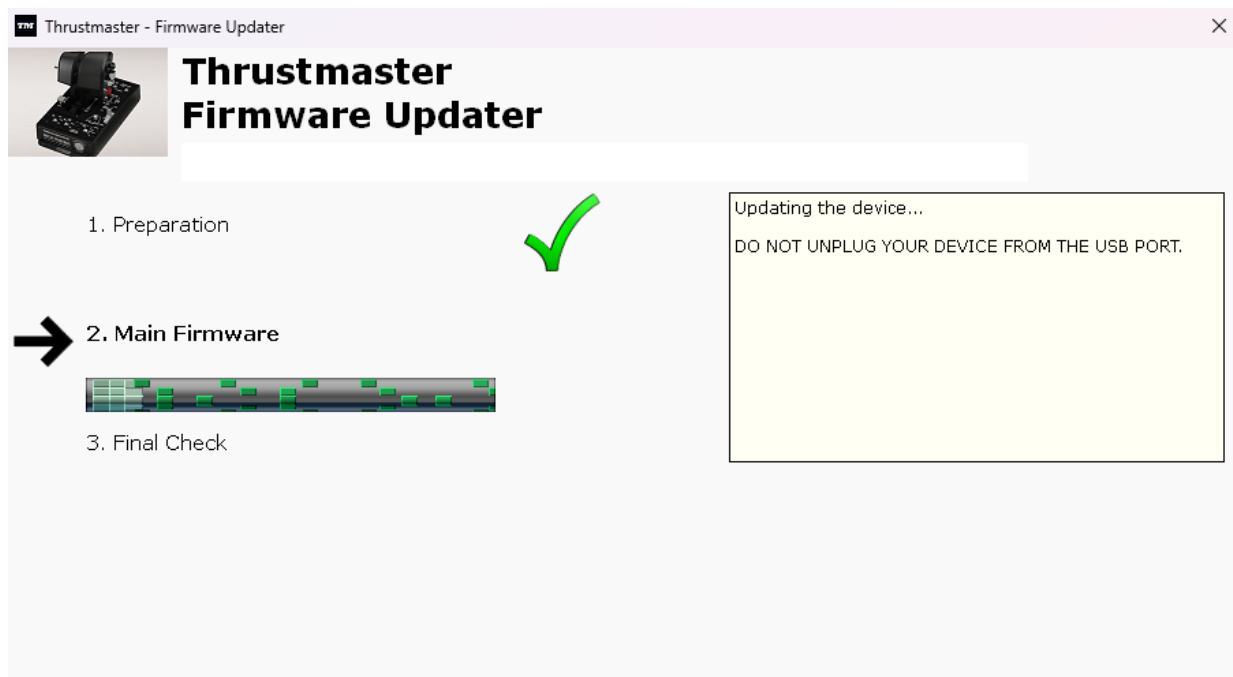 TM Thrustmaster - Firmware Updater
Thrustmaster
Firmware Updater
1. Preparation
Updating the device...
DO NOT UNPLUG YOUR DEVICE FROM THE USB PORT.
2. Main Firmware
3. Final Check